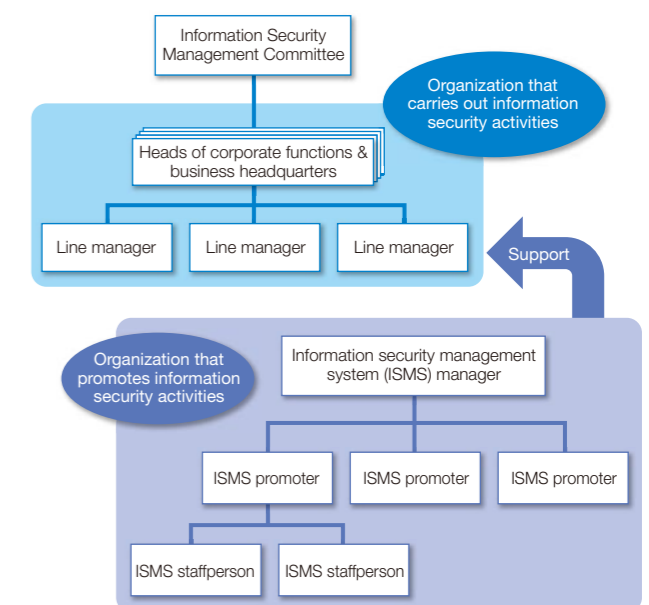 Information Security
Management Committee
Organization that
carries out information
security activities
Heads of corporate functions &
business headquarters
Line manager
Line manager
Line manager
Support
Organization that
promotes information
security activities
Information security management
system (ISMS) manager
ISMS promoter
ISMS promoter
ISMS promoter
ISMS staffperson
ISMS staffperson